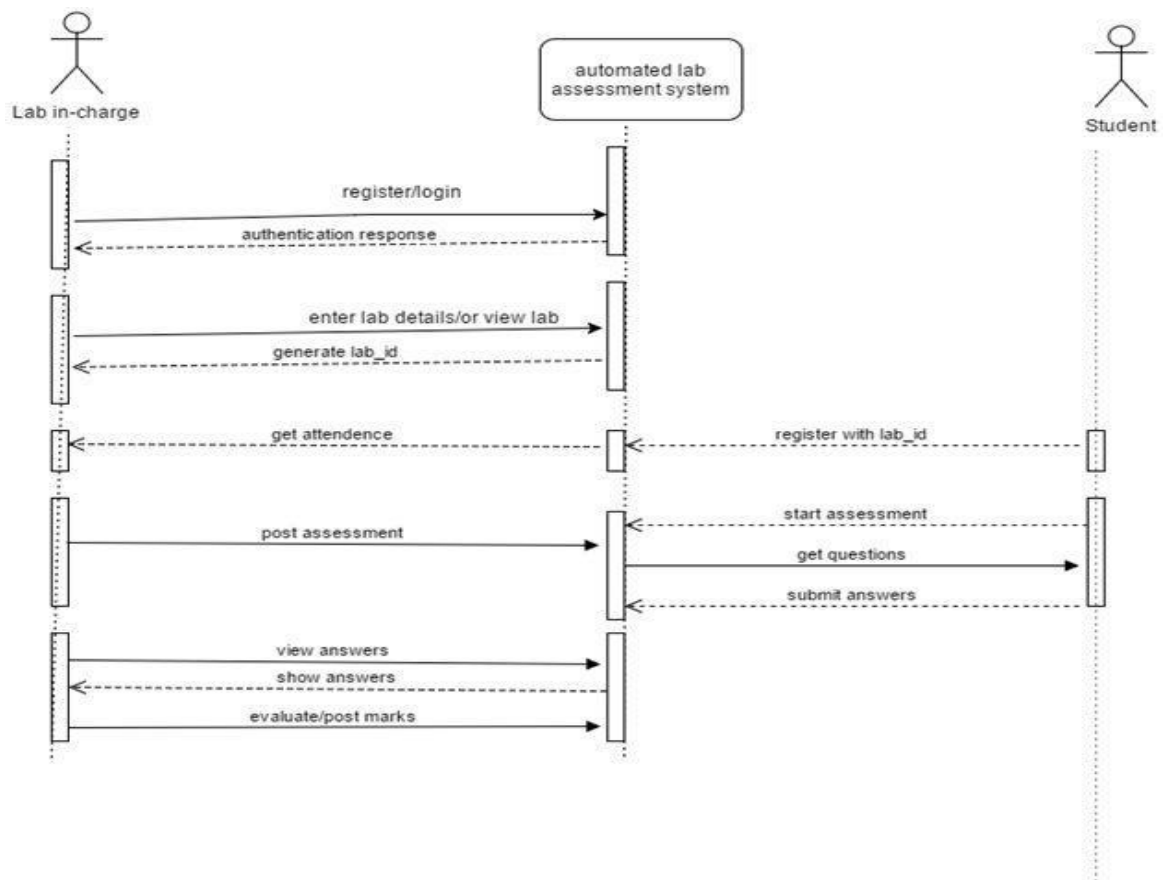 automated lab
assessment system
Lab in-charge
Student
register/login
authentication response
enter lab details/or view lab
generate lab_id
get attendence
register with lab_id
start assessment
post assessment
get questions
submit answers
view answers
show answers
evaluate/post marks